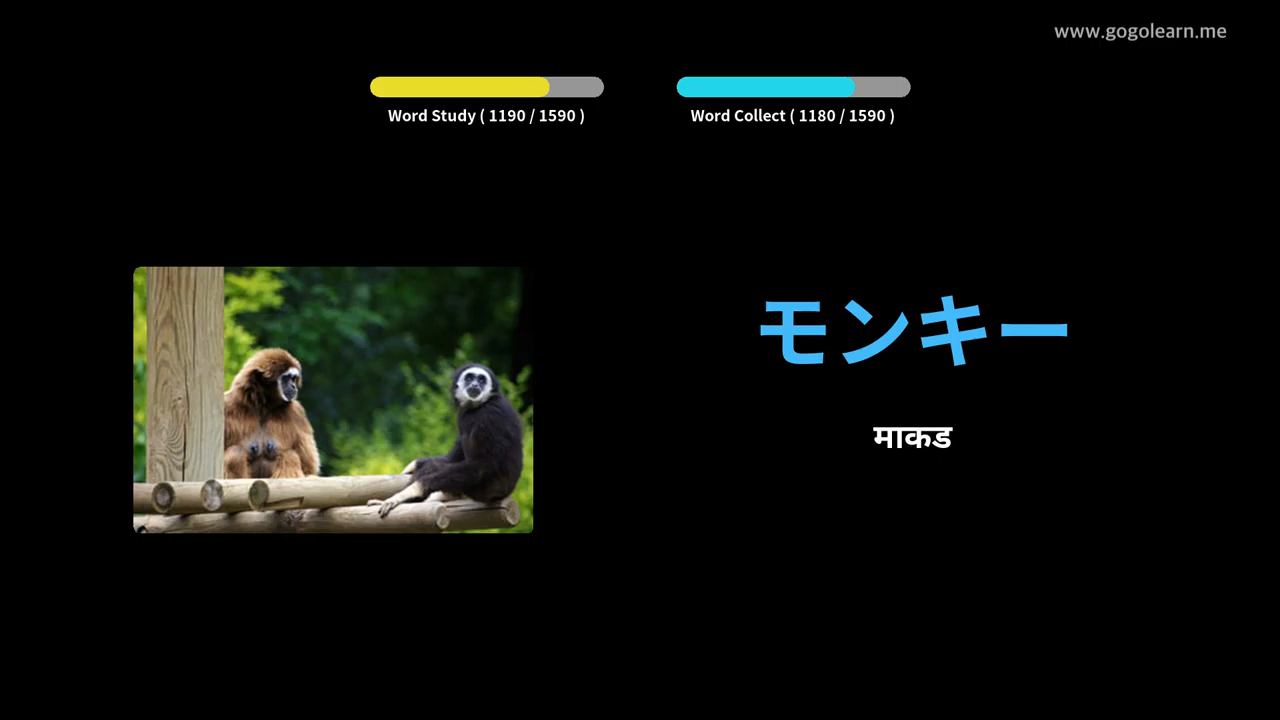 www.gogolearn.me
Word Study ( 1190 / 1590 )
Word Collect ( 1180 / 1590 )
モンキー
माकड